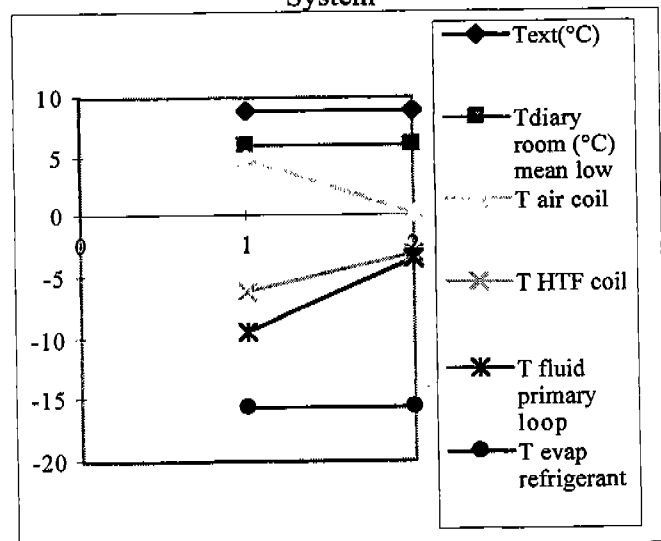 System
Text(°C)
Tdiary
room (°C)
mean low
T air coil
T HTF coil
T fluid
primary
loop
T evap
refrigerant
10
5
0
-5
-10
-15
-20
0
1
2